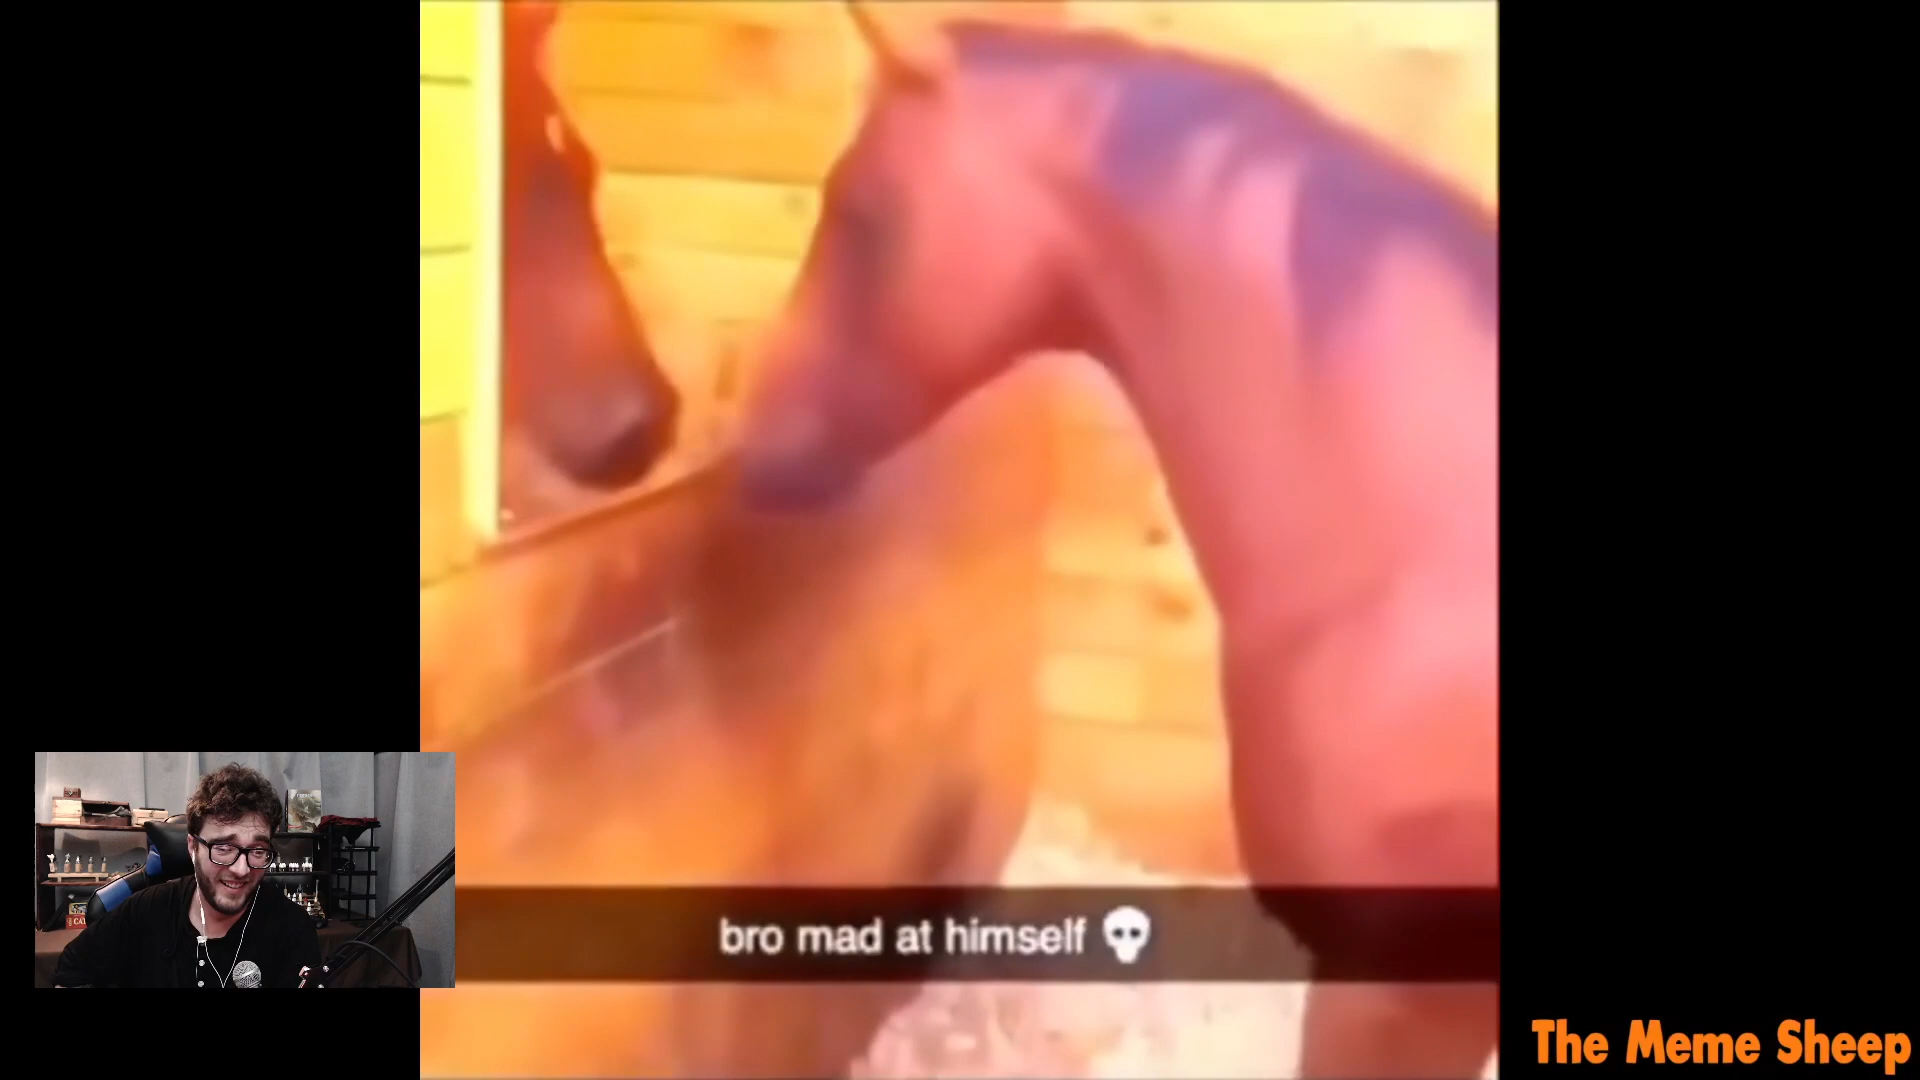 bro mad at himself 💀
The Meme Sheep